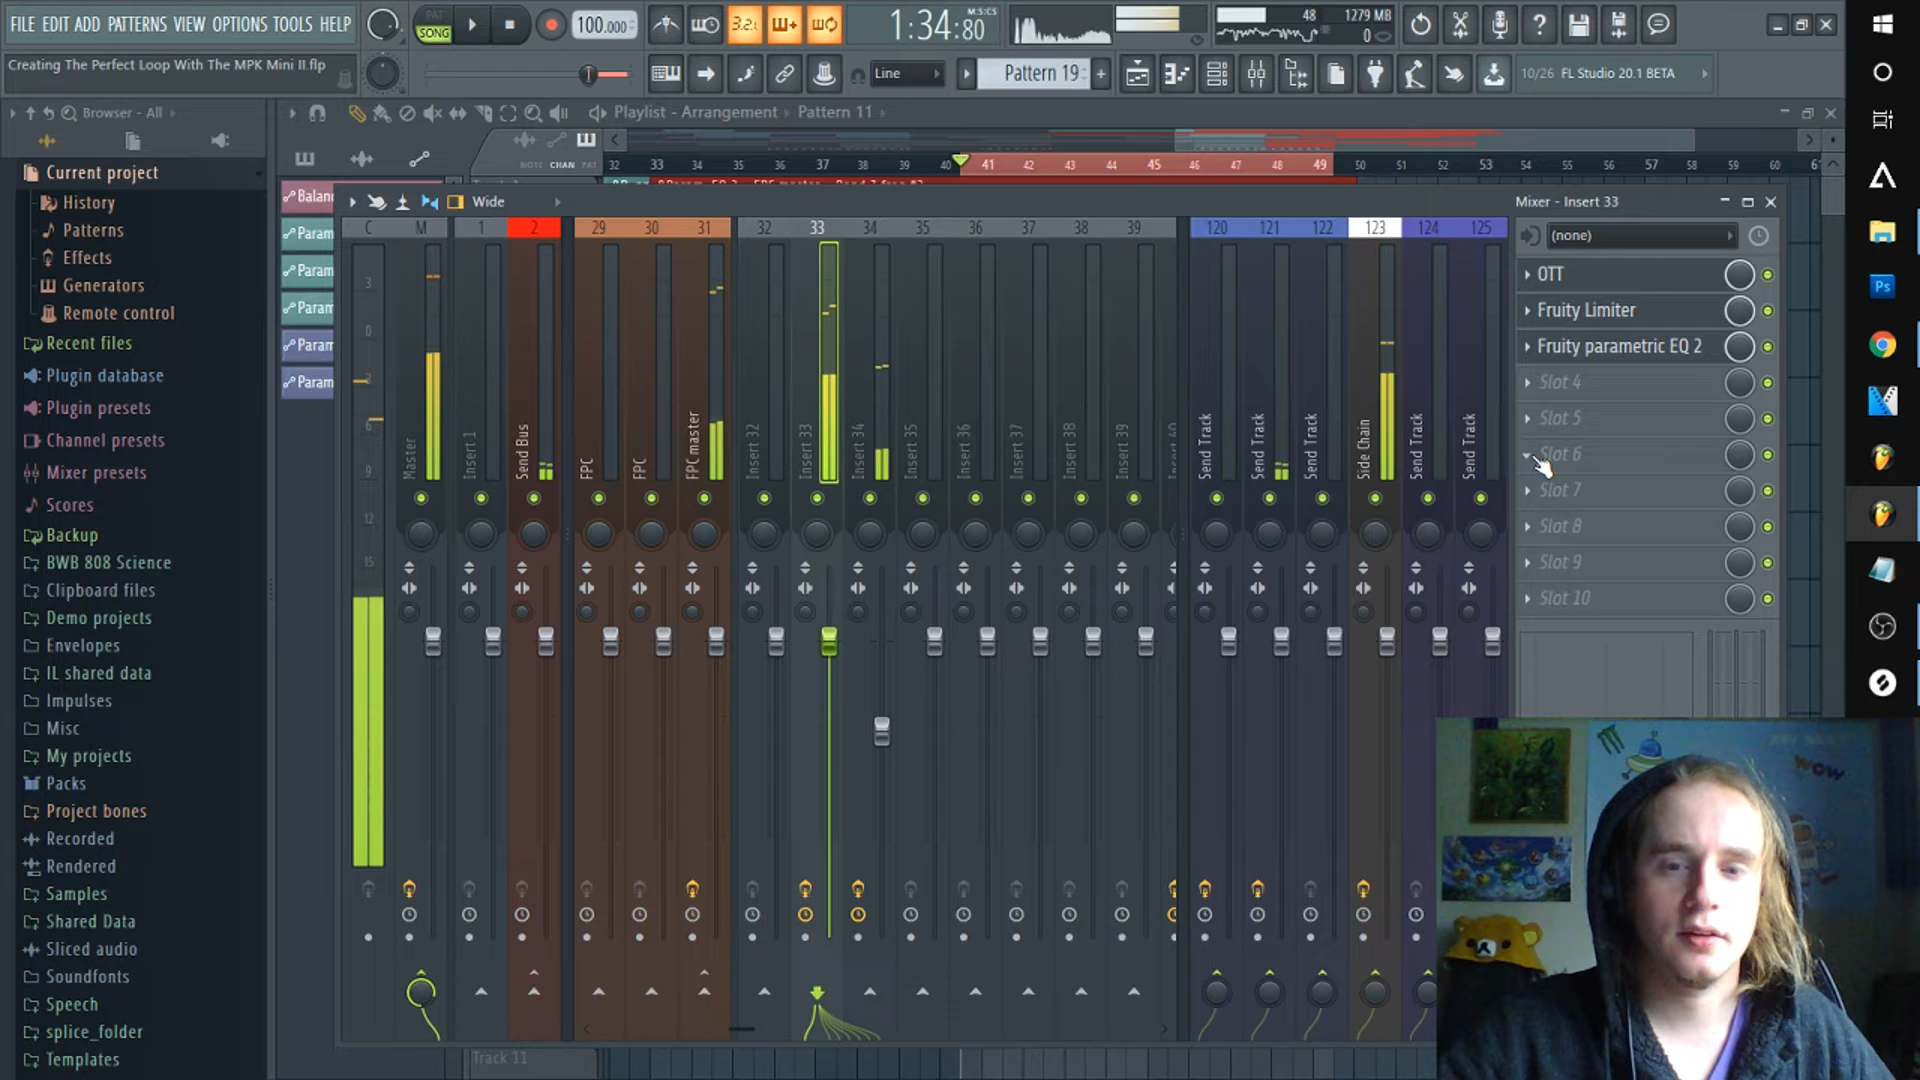 FILE EDIT ADD PATTERNS VIEW OPTIONS TOOLS HELP
PAT
SONG
100.000
3.2
1:34:80
M:S:CS
48
1279 MB
0
Creating The Perfect Loop With The MPK Mini II.flp
Line
Pattern 19
10/26 FL Studio 20.1 BETA
Browser - All
Playlist - Arrangement
Pattern 11
NOTE CHAN PAT
32 33 34 35 36 37 38 39 40 41 42 43 44 45 46 47 48 49 50 51 52 53 54 55 56 57 58 59 60
Current project
History
Patterns
Effects
Generators
Remote control
Recent files
Plugin database
Plugin presets
Channel presets
Mixer presets
Scores
Backup
BWB 808 Science
Clipboard files
Demo projects
Envelopes
IL shared data
Impulses
Misc
My projects
Packs
Project bones
Recorded
Rendered
Samples
Shared Data
Sliced audio
Soundfonts
Speech
splice_folder
Templates
Balan
Param
Param
Param
Param
Param
Wide
Mixer - Insert 33
C M 1 2 29 30 31 32 33 34 35 36 37 38 39 120 121 122 123 124 125
3
0
3
6
9
12
15
Master
Insert 1
Send Bus
FPC
FPC
FPC master
Insert 32
Insert 33
Insert 34
Insert 35
Insert 36
Insert 37
Insert 38
Insert 39
Send Track
Send Track
Send Track
Side Chain
Send Track
Send Track
(none)
OTT
Fruity Limiter
Fruity parametric EQ 2
Slot 4
Slot 5
Slot 6
Slot 7
Slot 8
Slot 9
Slot 10
Track 11
Ps
WOW